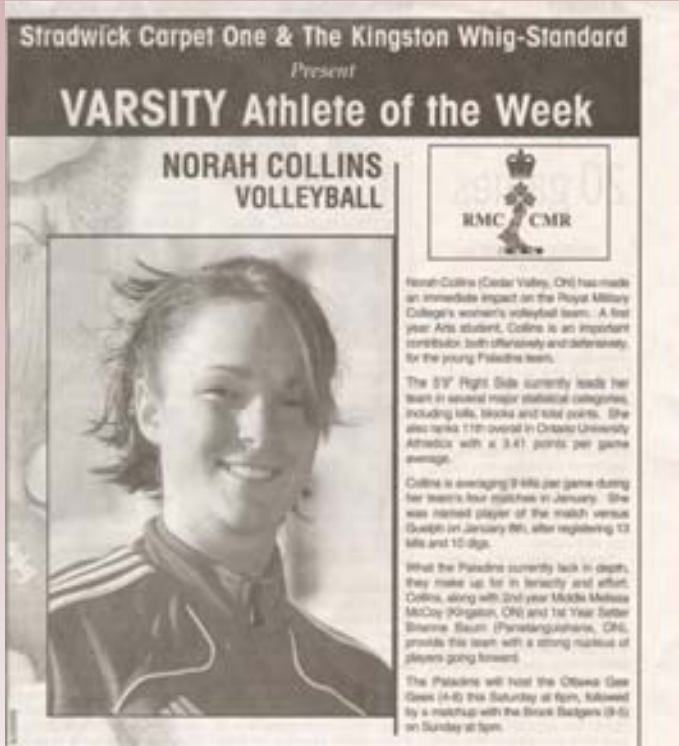 Stradwick Carpet One & The Kingston Whig-Standard
Present
VARSITY Athlete of the Week
NORAH COLLINS
VOLLEYBALL
RMC CMR
Norah Collins (Cedar Valley, ON) has made
an immediate impact on the Royal Military
College's women's volleyball team. A first
year Arts student, Collins is an important
contributor, both offensively and defensively,
for the young Paladins team.
The 5'9" Right Side currently leads her
team in several major statistical categories,
including kills, blocks and total points. She
also ranks 11th overall in Ontario University
Athletics with a 3.41 points per game
average.
Collins is averaging 9 kills per game during
her team's four matches in January. She
was named player of the match versus
Guelph on January 8th, after registering 13
kills and 10 digs.
What the Paladins currently lack in depth,
they make up for in tenacity and effort.
Collins, along with 2nd year Middle Melissa
McCoy (Kingston, ON) and 1st Year Setter
Brienne Baum (Penetanguishene, ON),
provide this team with a strong nucleus of
players going forward.
The Paladins will host the Ottawa Gee
Gees (4-8) this Saturday at 6pm, followed
by a matchup with the Brock Badgers (8-5)
on Sunday at 5pm.